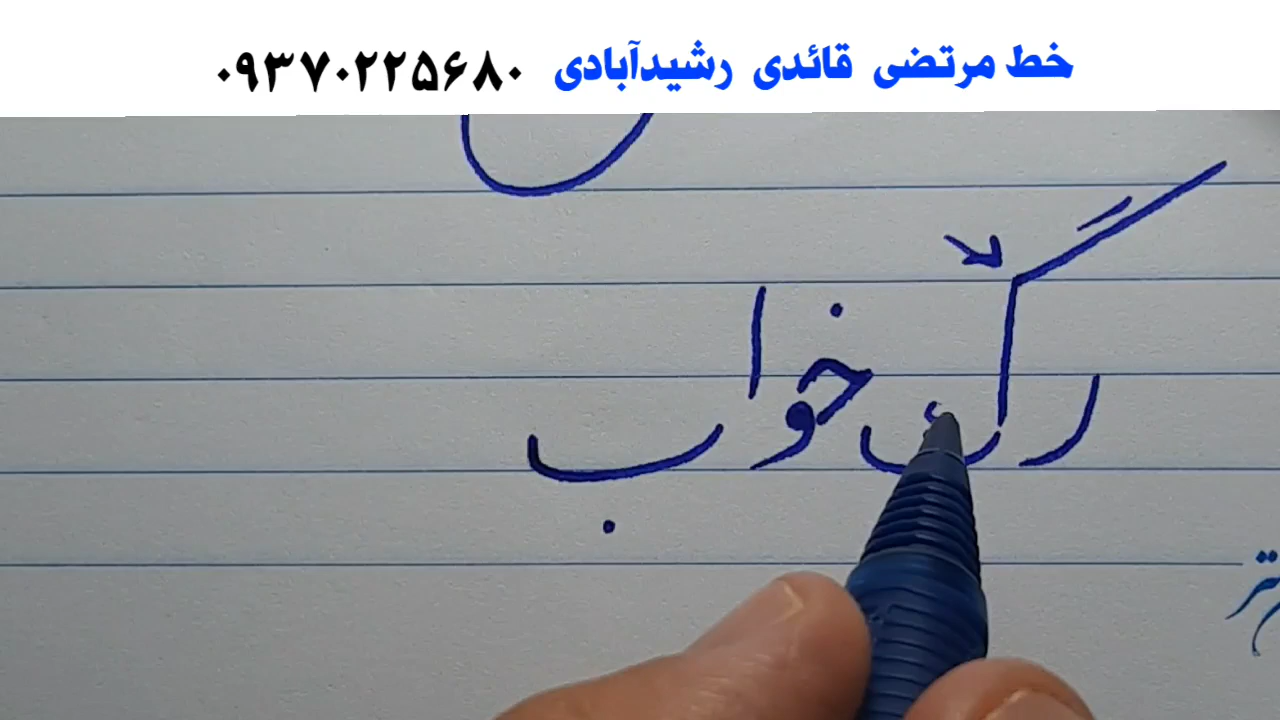 خط مرتضی قائدی رشیدآبادی ۰۹۳۷۰۲۲۵۶۸۰
رگ خواب